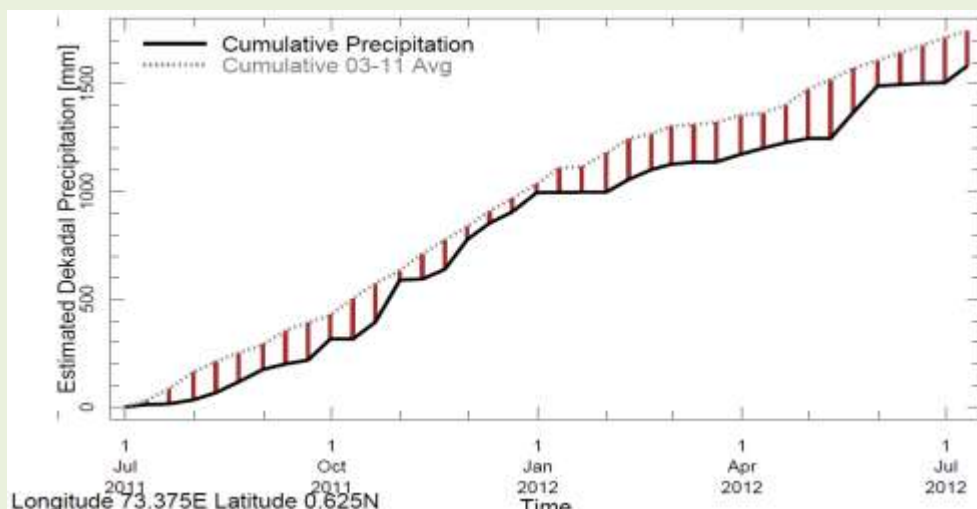 Cumulative Precipitation
Cumulative 03-11 Avg
Estimated Dekadal Precipitation [mm]
1500
1000
500
0
1 1 1 1 1
Jul Oct Jan Apr Jul
2011 2011 2012 2012 2012
Longitude 73.375E Latitude 0.625N
Time